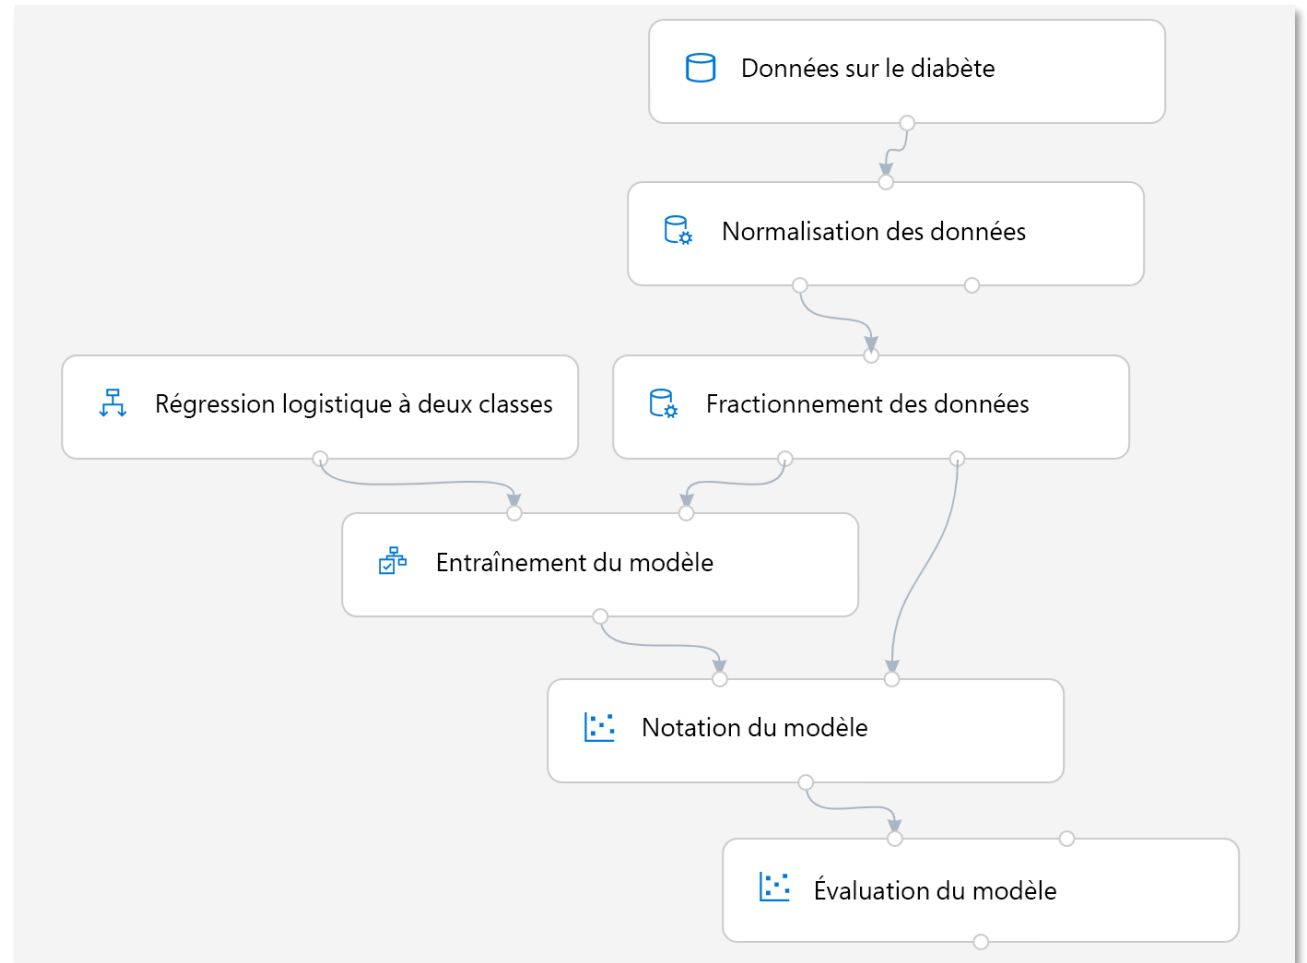 Données sur le diabète
Normalisation des données
Régression logistique à deux classes
Fractionnement des données
Entraînement du modèle
Notation du modèle
Évaluation du modèle